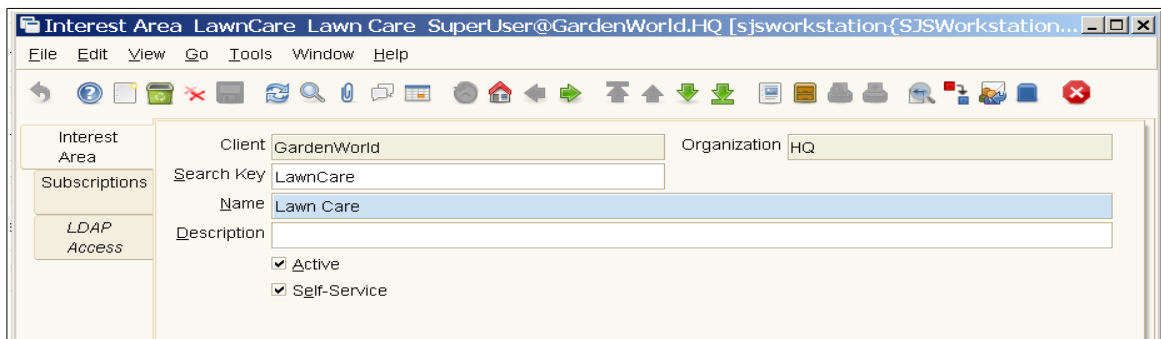 Interest Area LawnCare Lawn Care SuperUser@GardenWorld.HQ [sjsworkstation{SJSWorkstation...
File Edit View Go Tools Window Help
Interest
Area
Client GardenWorld Organization HQ
Subscriptions
Search Key LawnCare
Name Lawn Care
LDAP
Access
Description
Active
Self-Service